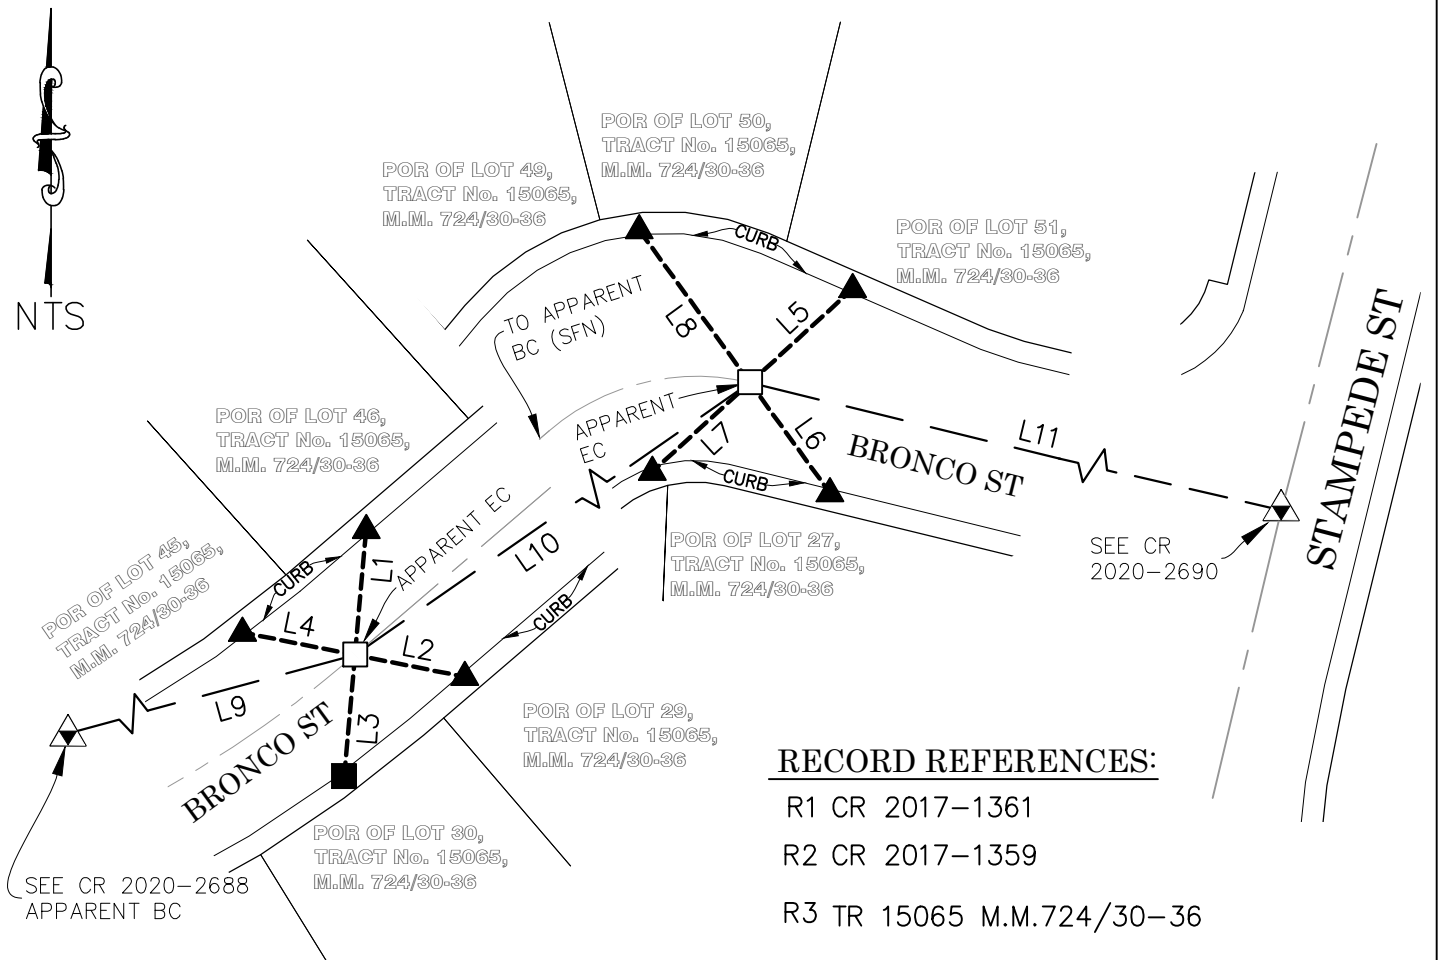 NTS
POR OF LOT 50,
TRACT No. 15065,
M.M. 724/30-36
POR OF LOT 49,
TRACT No. 15065,
M.M. 724/30-36
POR OF LOT 51,
TRACT No. 15065,
M.M. 724/30-36
CURB
TO APPARENT
BC (SFN)
L8
L5
STAMPEDE ST
APPARENT
EC
L7
L6
L11
BRONCO ST
POR OF LOT 46,
TRACT No. 15065,
M.M. 724/30-36
CURB
APPARENT EC
L10
POR OF LOT 27,
TRACT No. 15065,
M.M. 724/30-36
SEE CR
2020-2690
POR OF LOT 45,
TRACT No. 15065,
M.M. 724/30-36
CURB
L1
L4
L2
CURB
L9
L3
BRONCO ST
POR OF LOT 29,
TRACT No. 15065,
M.M. 724/30-36
POR OF LOT 30,
TRACT No. 15065,
M.M. 724/30-36
SEE CR 2020-2688
APPARENT BC
RECORD REFERENCES:
R1 CR 2017-1361
R2 CR 2017-1359
R3 TR 15065 M.M.724/30-36